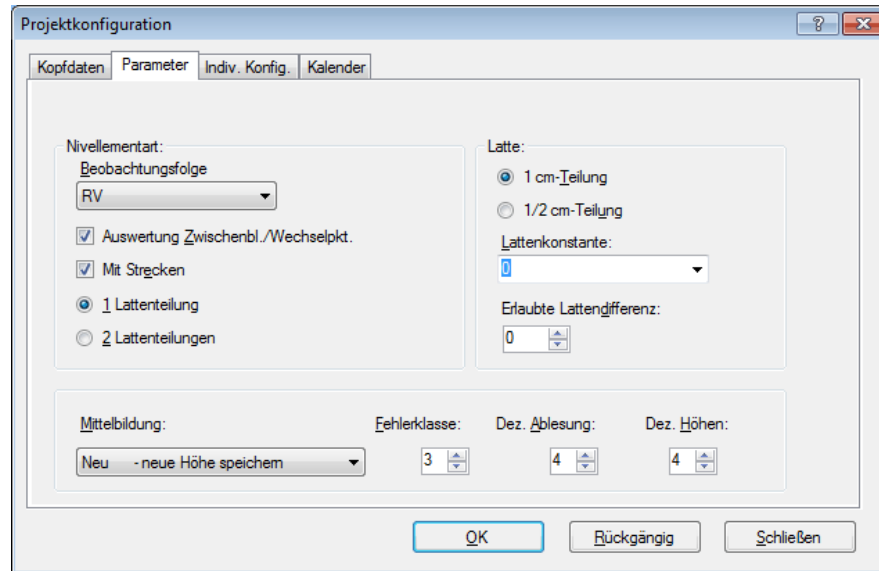 Projektkonfiguration
?
Kopfdaten Parameter Indiv. Konfig. Kalender
Nivellementart:
Beobachtungsfolge
RV
Auswertung Zwischenbl./Wechselpkt.
Mit Strecken
1 Lattenteilung
2 Lattenteilungen
Latte:
1 cm-Teilung
1/2 cm-Teilung
Lattenkonstante:
0
Erlaubte Lattendifferenz:
0
Mittelbildung: Fehlerklasse: Dez. Ablesung: Dez. Höhen:
Neu - neue Höhe speichern 3 4 4
OK Rückgängig Schließen